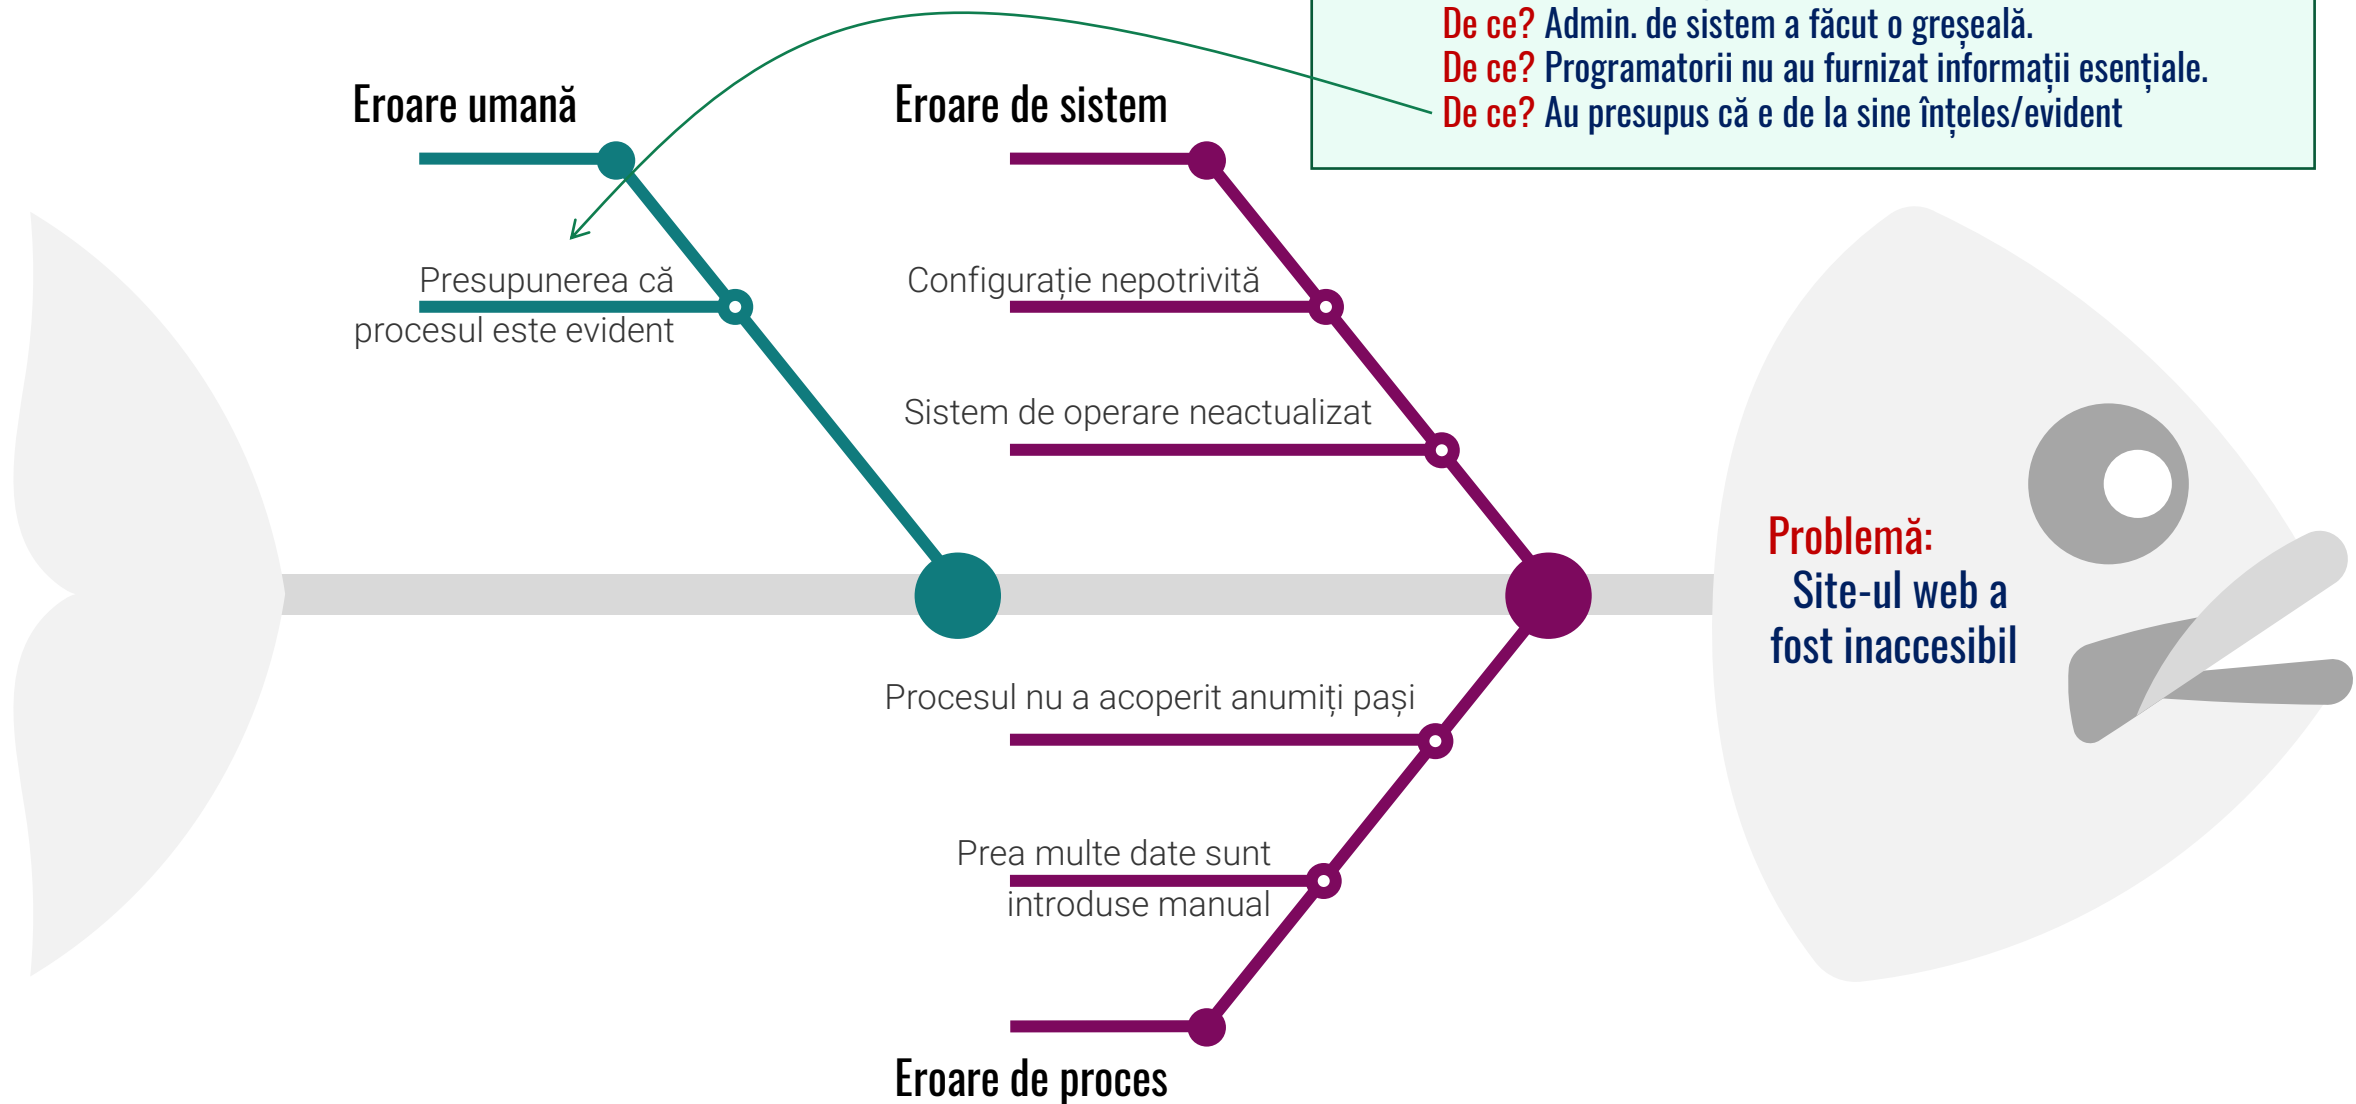 De ce? Admin. de sistem a făcut o greșeală.
De ce? Programatorii nu au furnizat informații esențiale.
De ce? Au presupus că e de la sine înțeles/evident
Eroare umană
Eroare de sistem
Presupunerea că
procesul este evident
Configurație nepotrivită
Sistem de operare neactualizat
Problemă:
Site-ul web a
fost inaccesibil
Procesul nu a acoperit anumiți pași
Prea multe date sunt
introduse manual
Eroare de proces